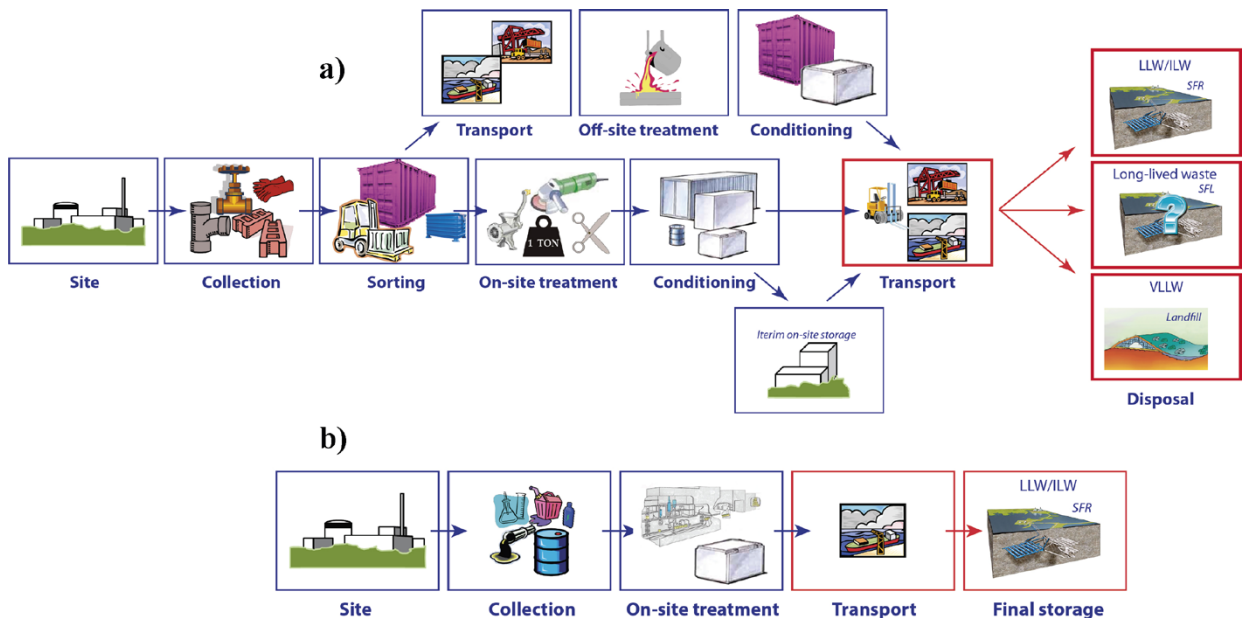 a)
Transport
Off-site treatment
Conditioning
LLW/ILW
SFR
Site
Collection
Sorting
1 TON
On-site treatment
Conditioning
Transport
Long-lived waste
SFL
?
Iterim on-site storage
VLLW
Landfill
Disposal
b)
Site
Collection
On-site treatment
Transport
LLW/ILW
SFR
Final storage